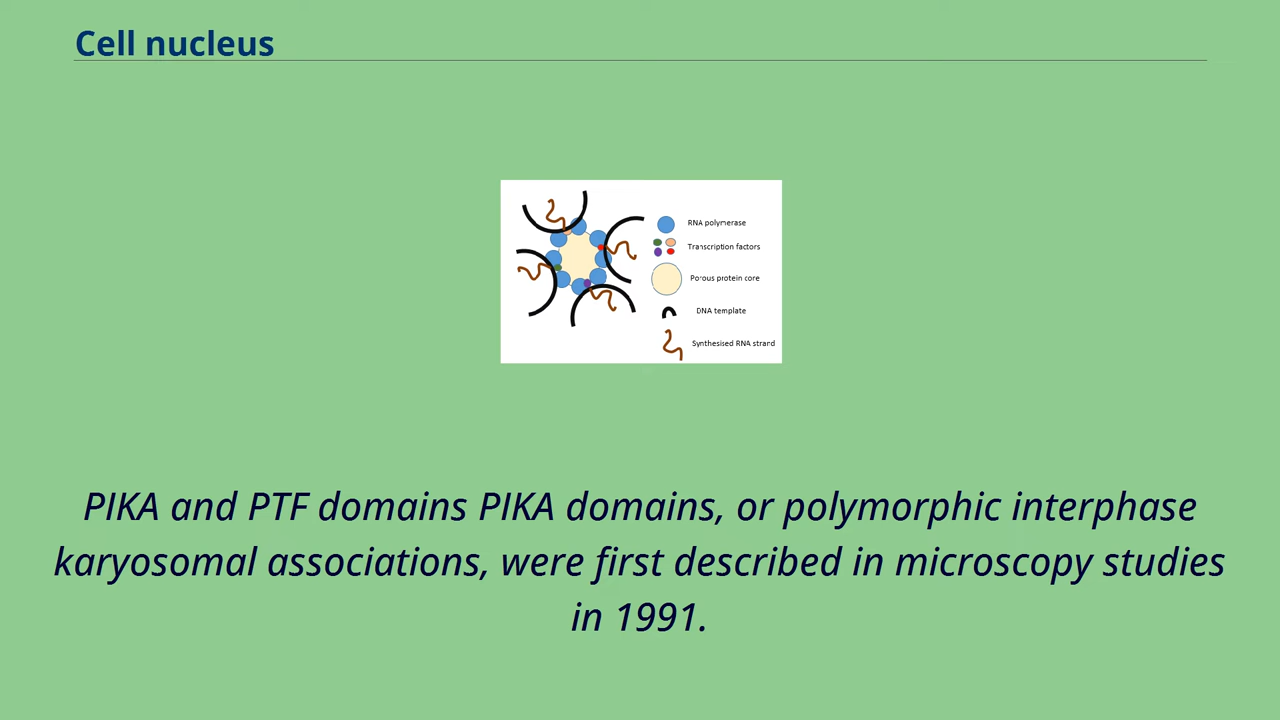 Cell nucleus
RNA polymerase
Transcription factors
Porous protein core
DNA template
Synthesised RNA strand
PIKA and PTF domains PIKA domains, or polymorphic interphase
karyosomal associations, were first described in microscopy studies
in 1991.